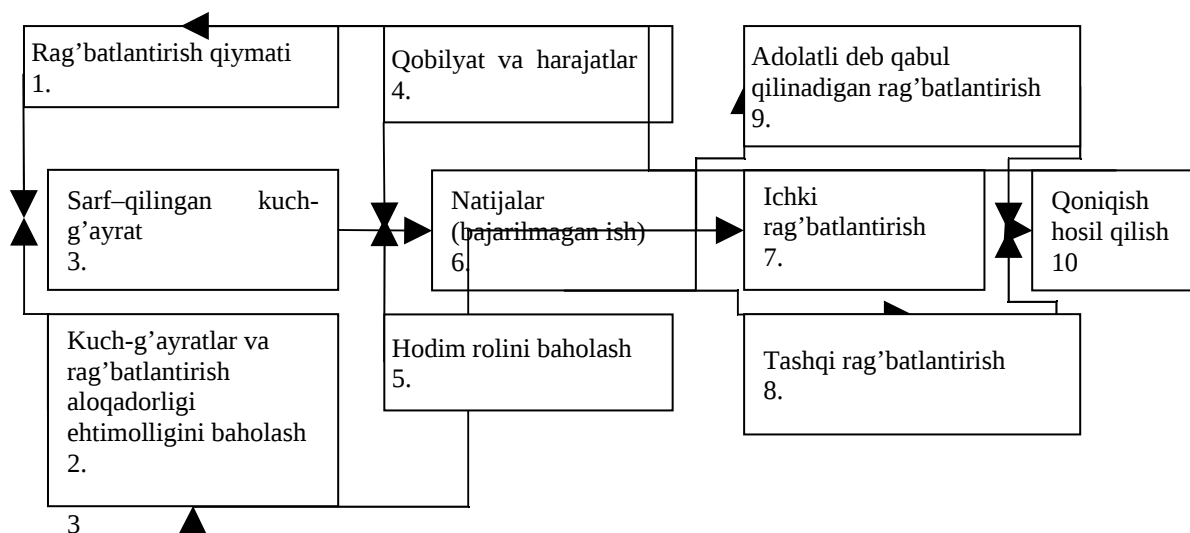 Rag’batlantirish qiymati
1.
Qobilyat va harajatlar
4.
Adolatli deb qabul
qilinadigan rag’batlantirish
9.
Sarf–qilingan kuch-
g’ayrat
3.
Natijalar
(bajarilmagan ish)
6.
Ichki
rag’batlantirish
7.
Qoniqish
hosil qilish
10
Kuch-g’ayratlar va
rag’batlantirish
aloqadorligi
ehtimolligini baholash
2.
3
Hodim rolini baholash
5.
Tashqi rag’batlantirish
8.